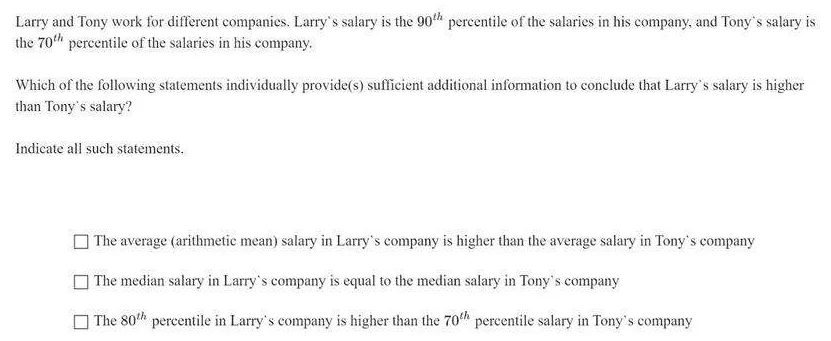 Larry and Tony work for different companies. Larry's salary is the 90th percentile of the salaries in his company, and Tony's salary is
the 70th percentile of the salaries in his company.
Which of the following statements individually provide(s) sufficient additional information to conclude that Larry's salary is higher
than Tony's salary?
Indicate all such statements.
The average (arithmetic mean) salary in Larry's company is higher than the average salary in Tony's company
The median salary in Larry's company is equal to the median salary in Tony's company
The 80th percentile in Larry's company is higher than the 70th percentile salary in Tony's company